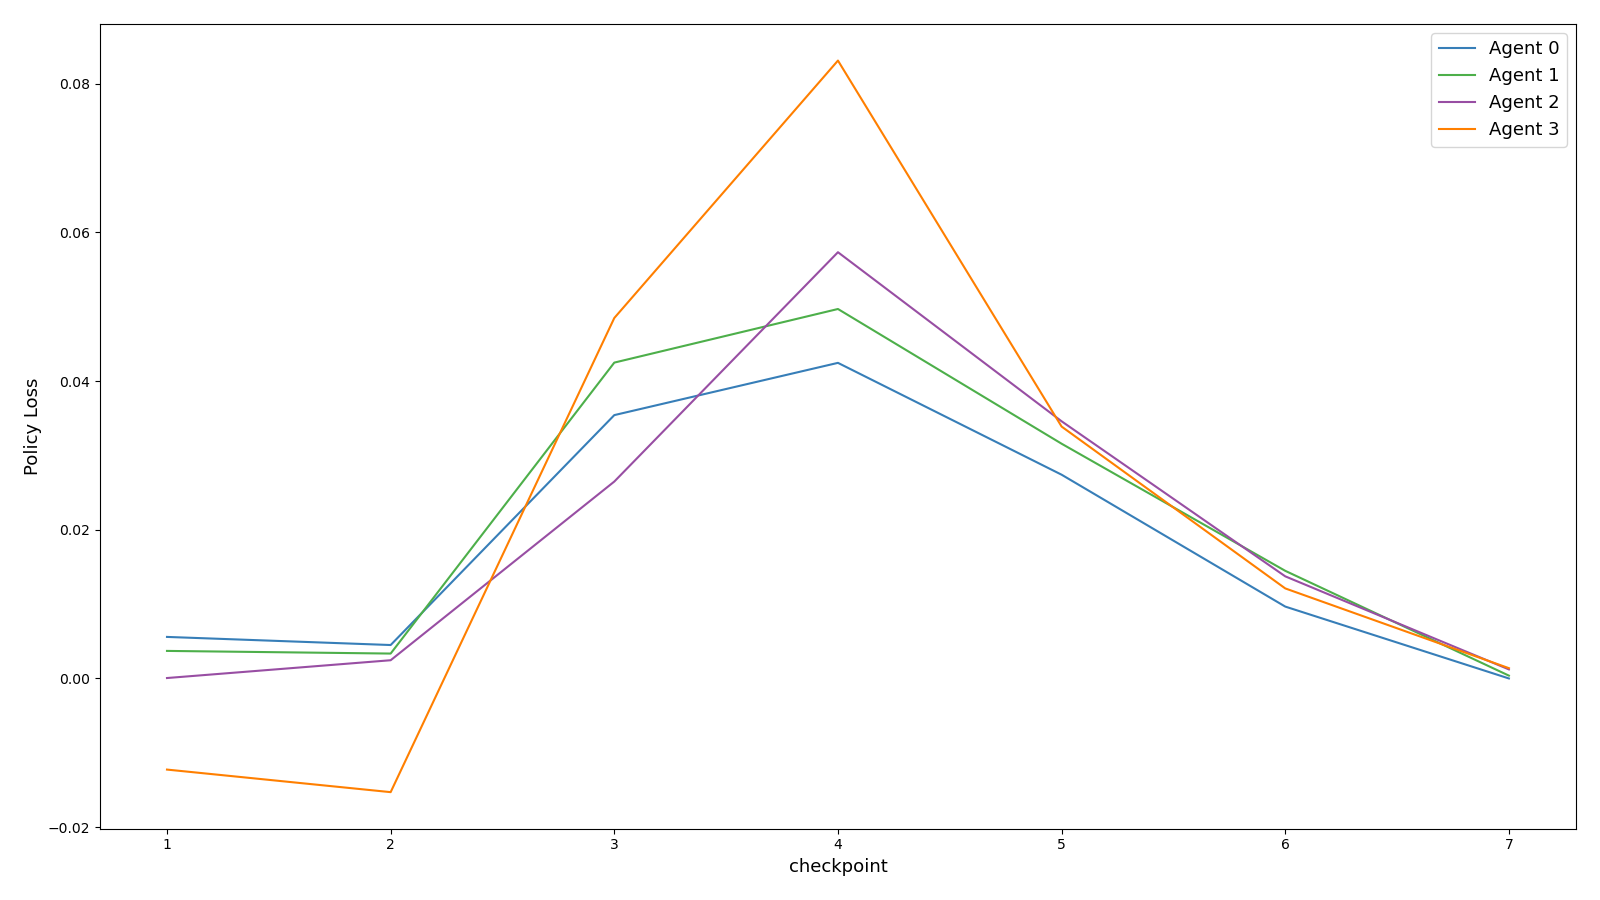 Agent 0
Agent 1
Agent 2
Agent 3
0.08
0.06
0.04
0.02
0.00
−0.02
Policy Loss
1 2 3 4 5 6 7
checkpoint